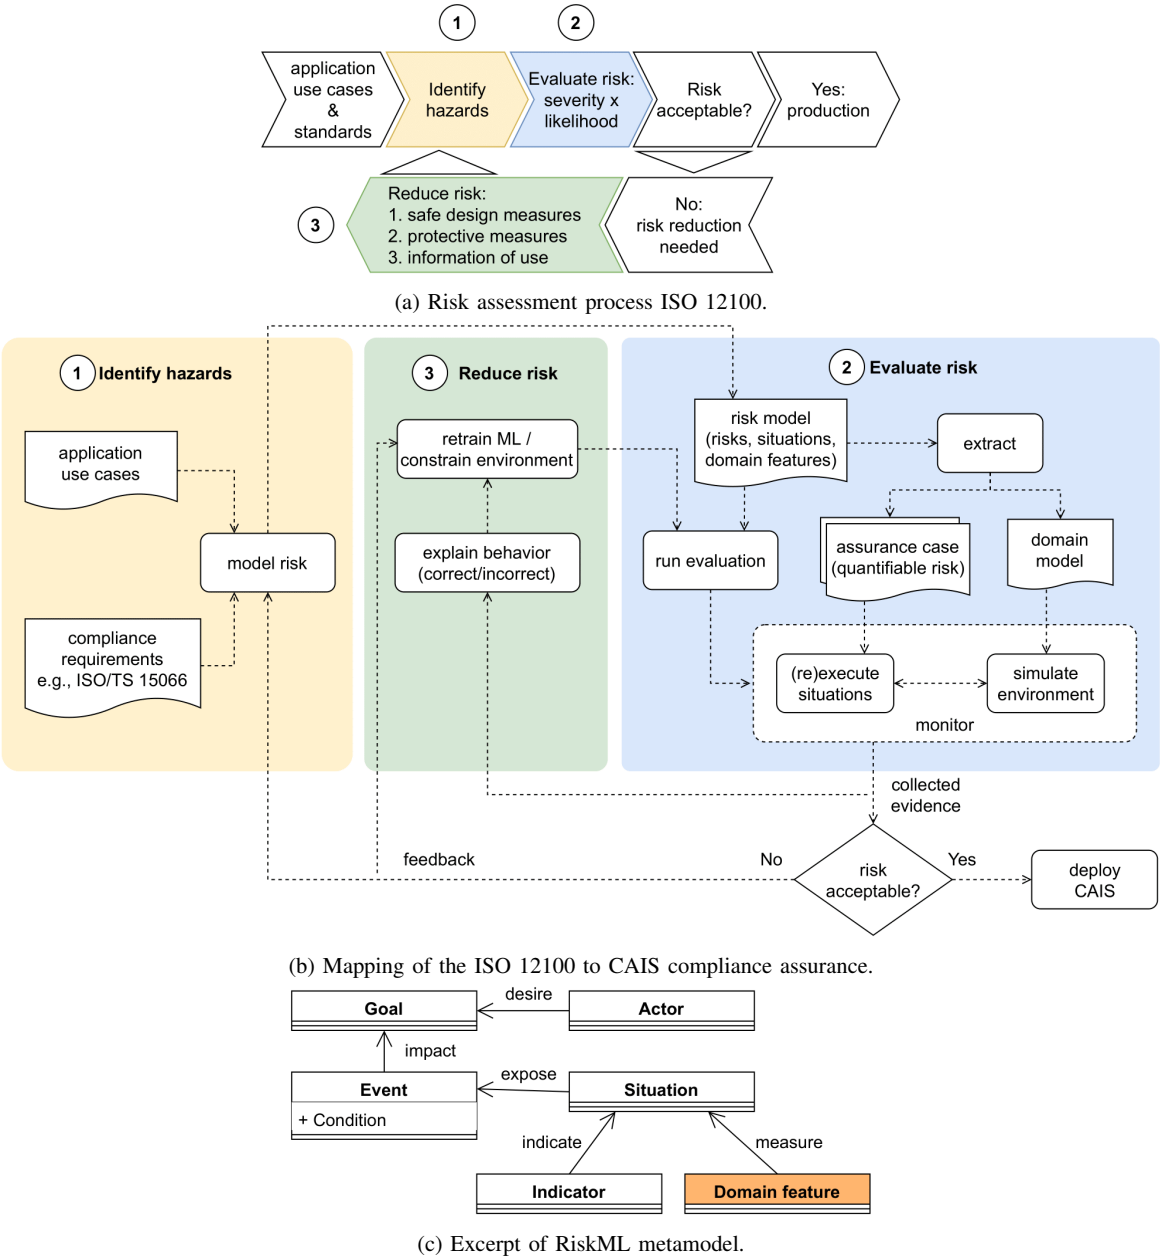 1
2
application
use cases
&
standards
Identify
hazards
Evaluate risk:
severity x
likelihood
Risk
acceptable?
Yes:
production
3
Reduce risk:
1. safe design measures
2. protective measures
3. information of use
No:
risk reduction
needed
(a) Risk assessment process ISO 12100.
1 Identify hazards
application
use cases
model risk
compliance
requirements
e.g., ISO/TS 15066
3 Reduce risk
retrain ML /
constrain environment
explain behavior
(correct/incorrect)
2 Evaluate risk
risk model
(risks, situations,
domain features)
extract
run evaluation
assurance case
(quantifiable risk)
domain
model
(re)execute
situations
simulate
environment
monitor
collected
evidence
feedback
No
risk
acceptable?
Yes
deploy
CAIS
(b) Mapping of the ISO 12100 to CAIS compliance assurance.
Goal
desire
Actor
impact
Event
+ Condition
expose
Situation
indicate
measure
Indicator
Domain feature
(c) Excerpt of RiskML metamodel.